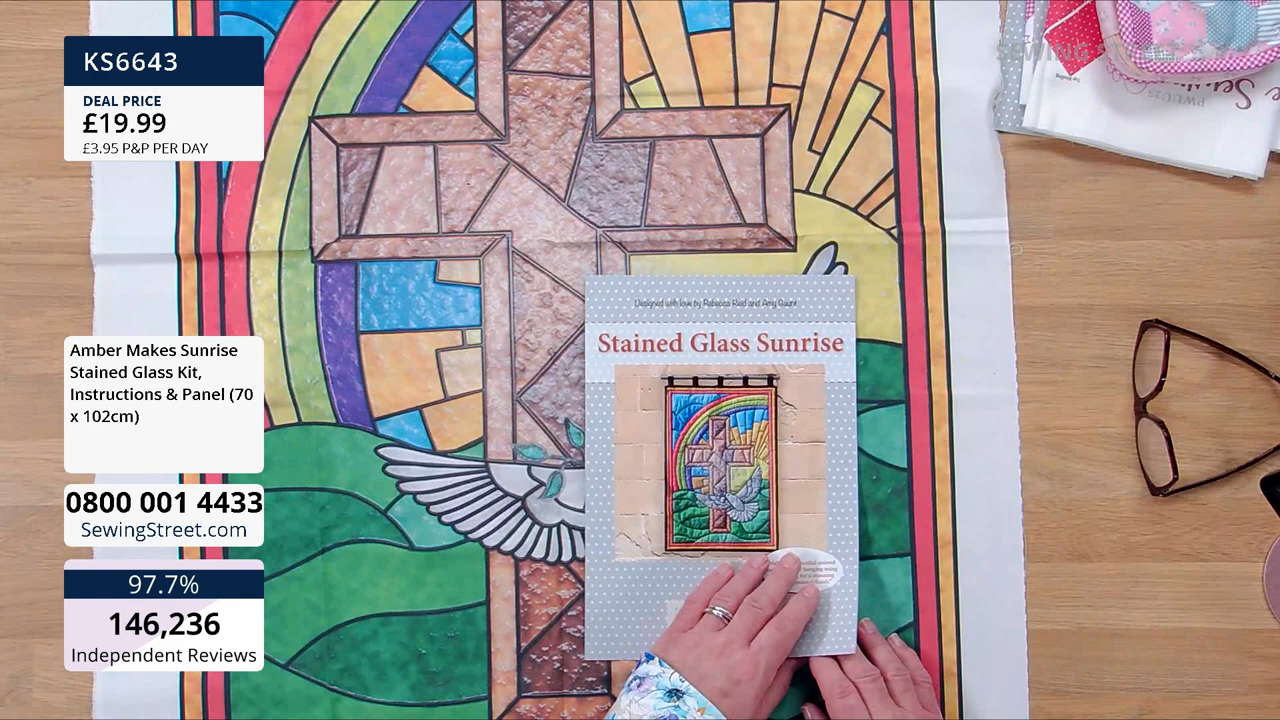 KS6643
DEAL PRICE
£19.99
£3.95 P&P PER DAY
Amber Makes Sunrise
Stained Glass Kit,
Instructions & Panel (70
x 102cm)
0800 001 4433
SewingStreet.com
97.7%
146,236
Independent Reviews
Designed with love by Rebecca Reid and Amy Gaunt
Stained Glass Sunrise
SEWING